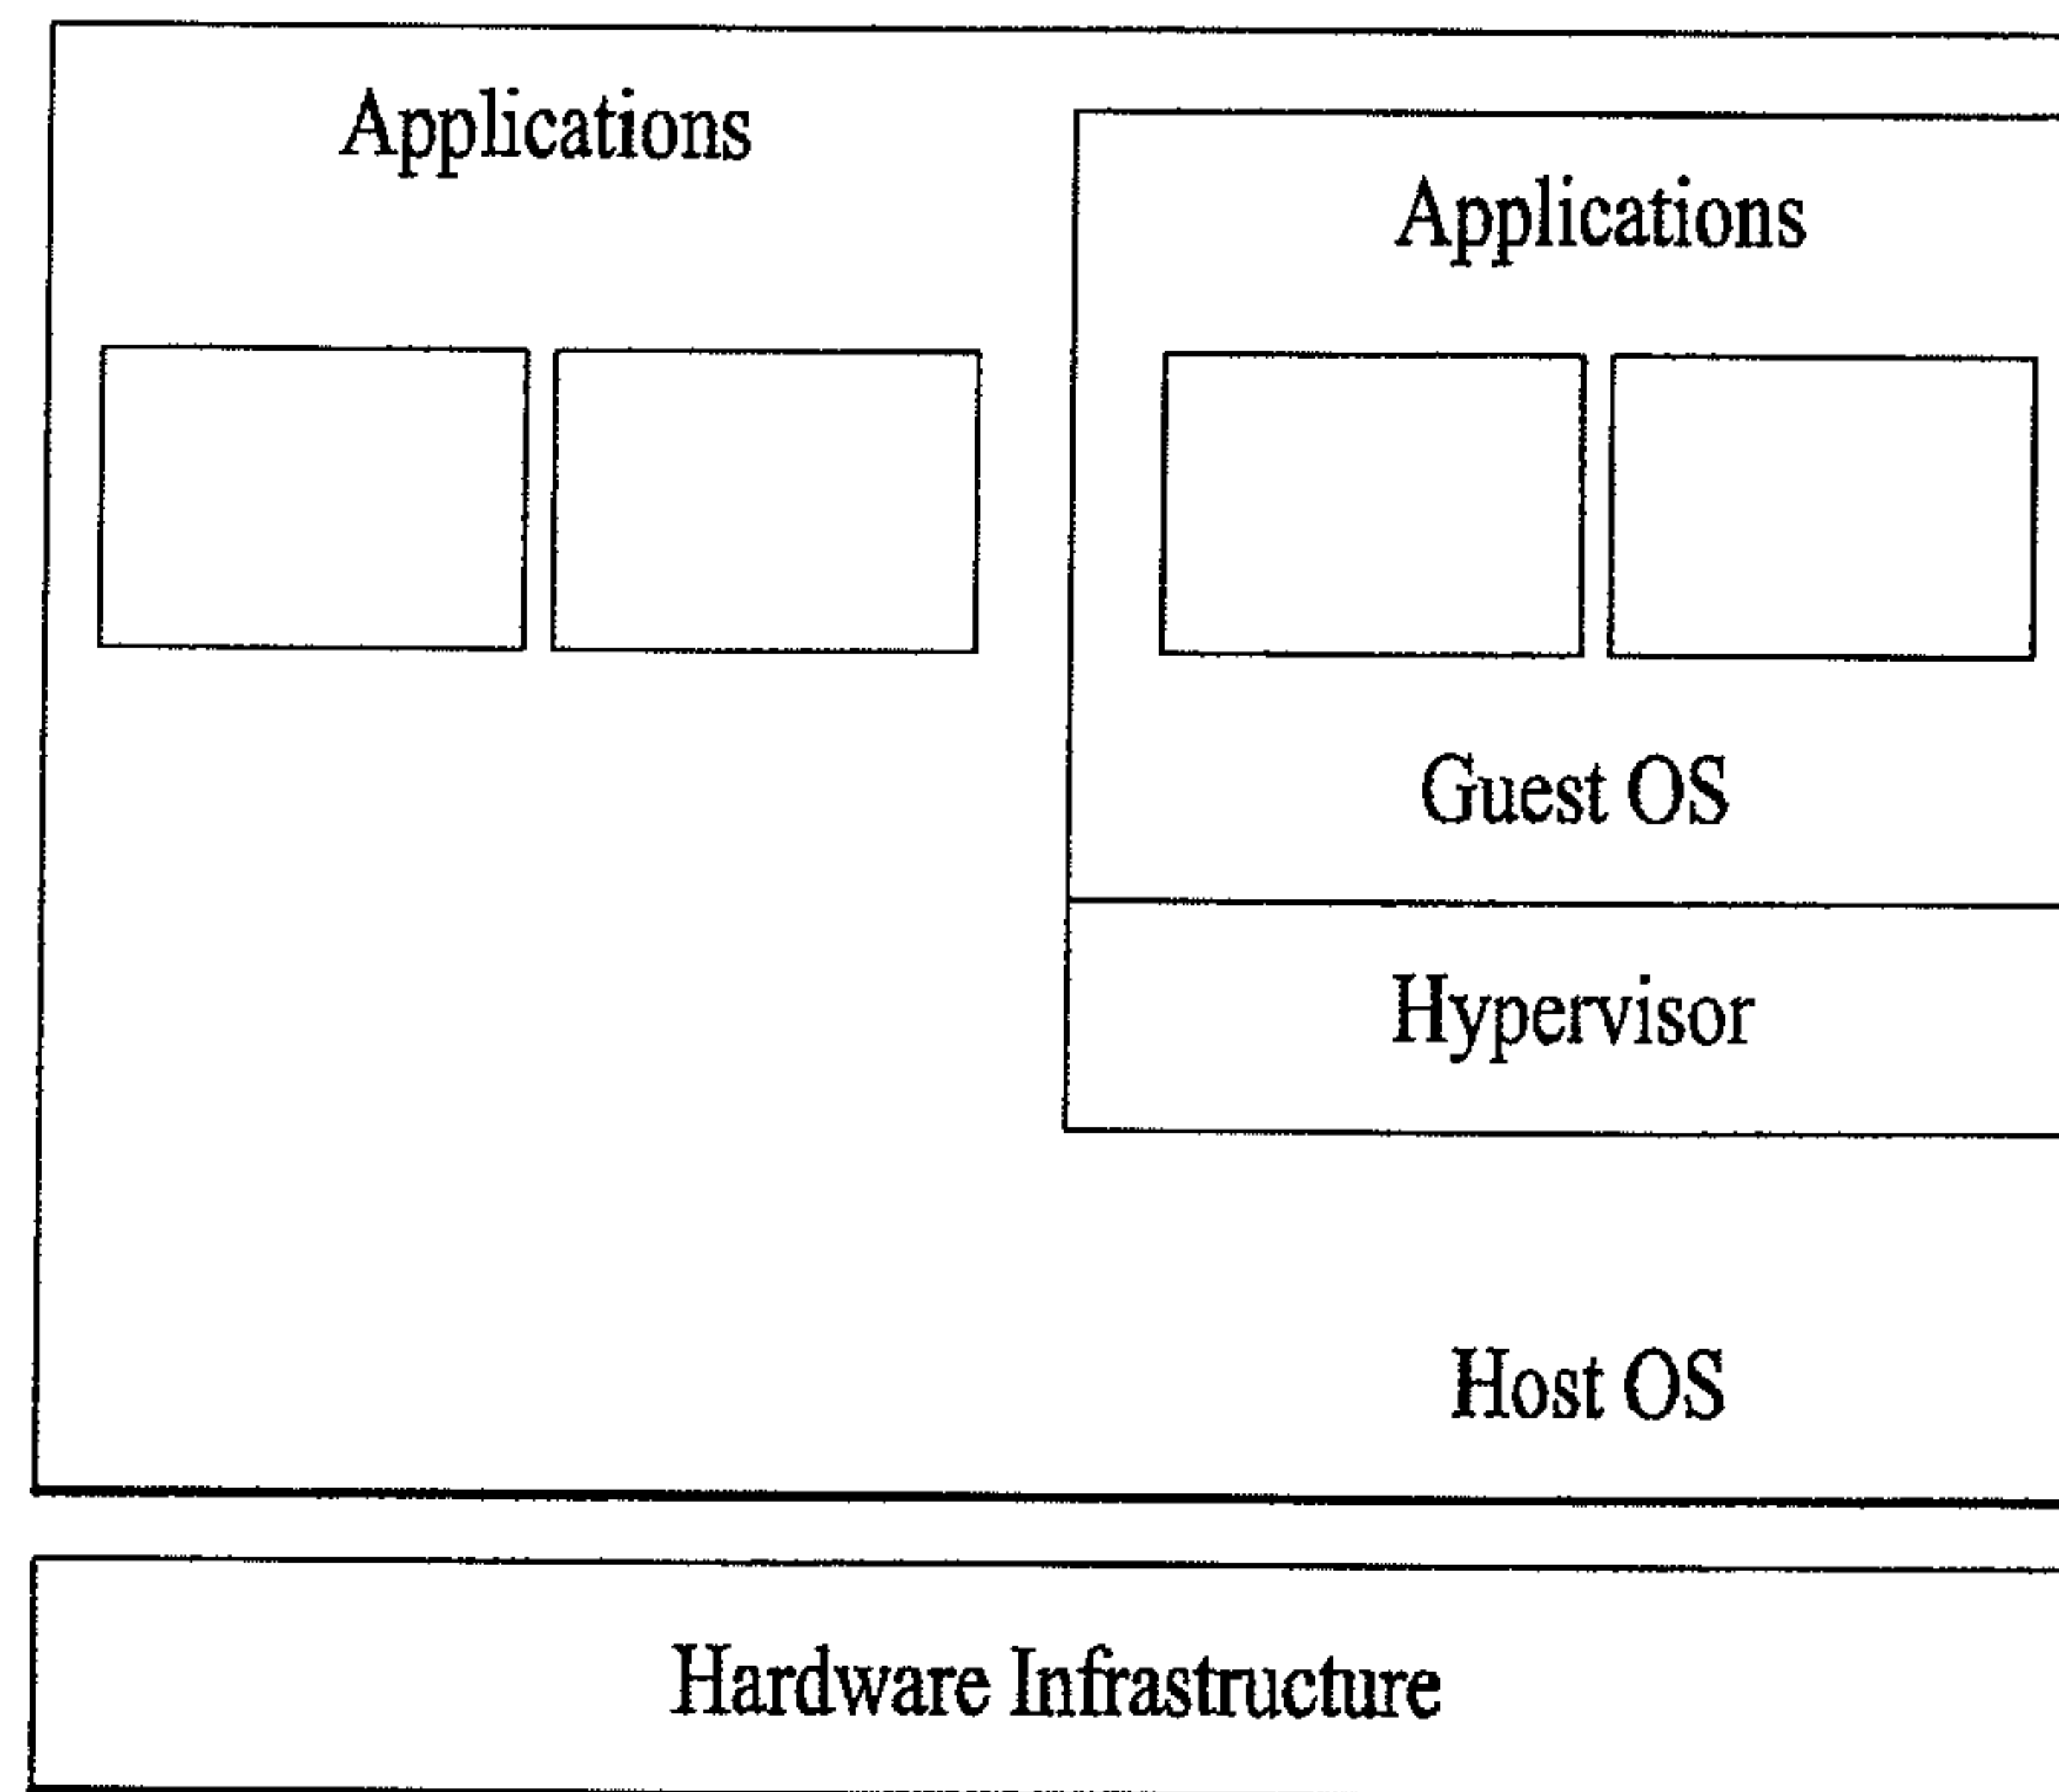 Applications
Applications
Guest OS
Hypervisor
Host OS
Hardware Infrastructure